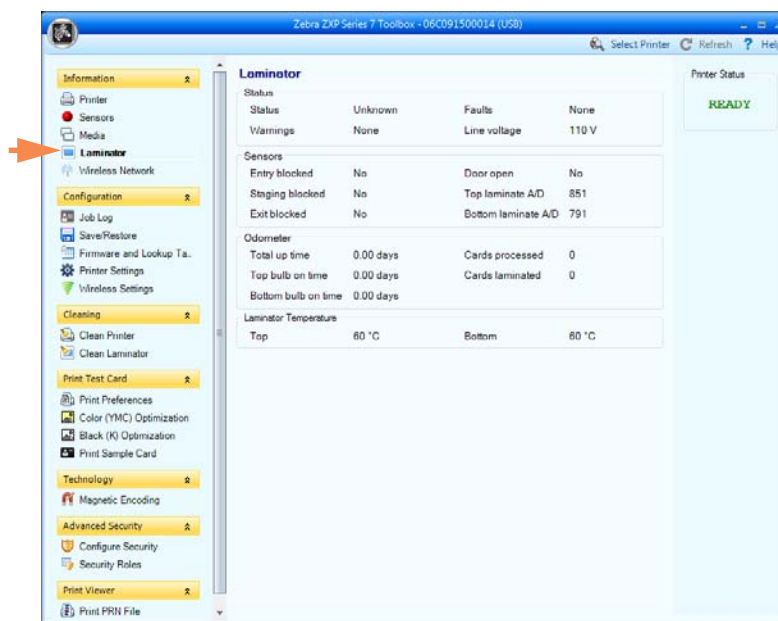 Zebra ZXP Series 7 Toolbox - 06C091500014 (USB)
Select Printer Refresh ? Help
Information
Printer
Sensors
Media
Laminator
Wireless Network
Configuration
Job Log
Save/Restore
Firmware and Lookup Ta..
Printer Settings
Wireless Settings
Cleaning
Clean Printer
Clean Laminator
Print Test Card
Print Preferences
Color (YMC) Optimization
Black (K) Optimization
Print Sample Card
Technology
Magnetic Encoding
Advanced Security
Configure Security
Security Roles
Print Viewer
Print PRN File
Laminator
Status
Status Unknown Faults None
Warnings None Line voltage 110 V
Sensors
Entry blocked No Door open No
Staging blocked No Top laminate A/D 851
Exit blocked No Bottom laminate A/D 791
Odometer
Total up time 0.00 days Cards processed 0
Top bulb on time 0.00 days Cards laminated 0
Bottom bulb on time 0.00 days
Laminator Temperature
Top 60 °C Bottom 60 °C
Printer Status
READY